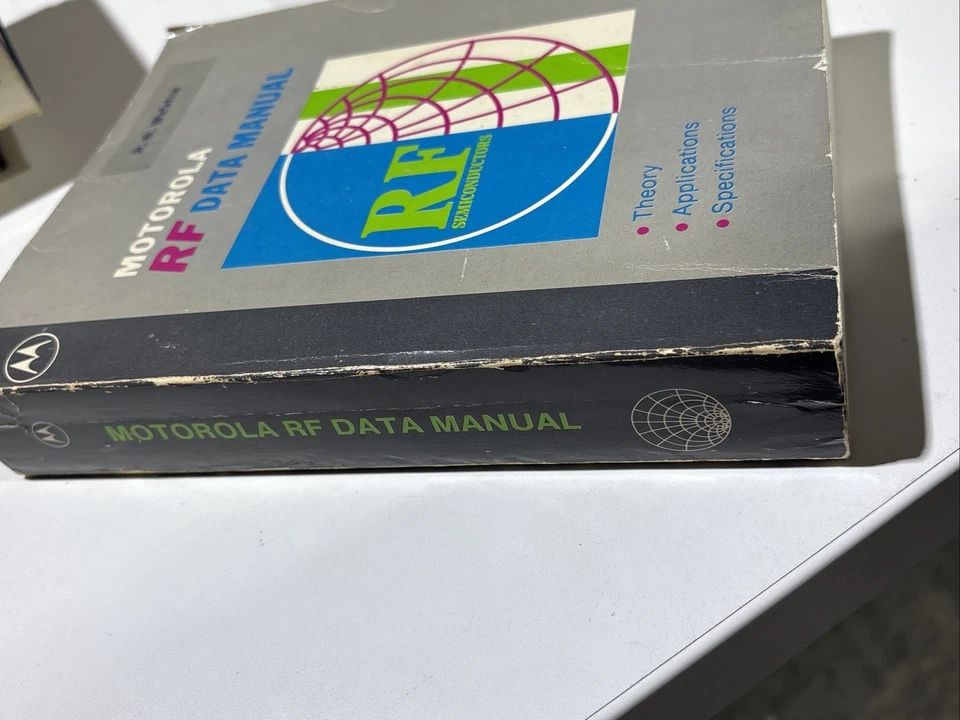 MOTOROLA
RF DATA MANUAL
RF
SEMICONDUCTORS
• Theory
• Applications
• Specifications
MOTOROLA RF DATA MANUAL